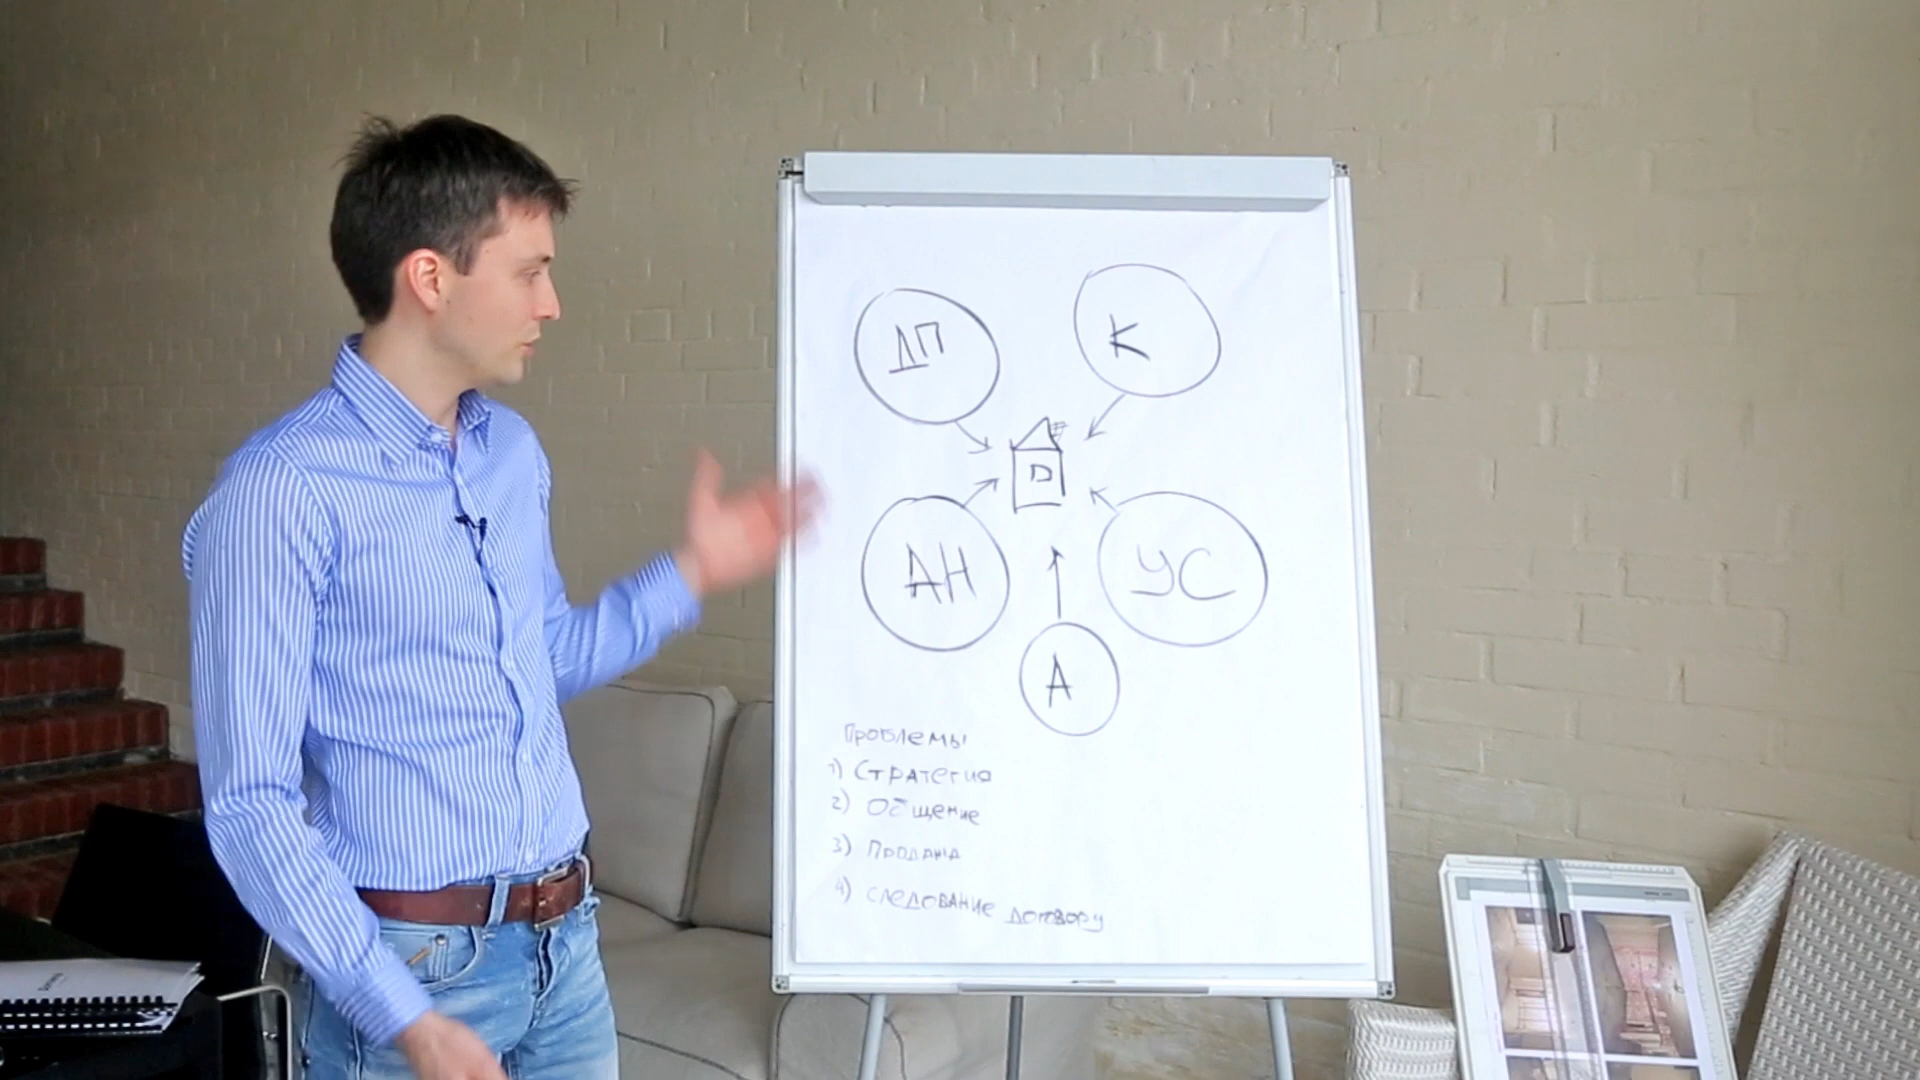 ДП
К
D
АН
УС
А
Проблемы
1) Стратегия
2) Общение
3) Продажа
4) Следование договору